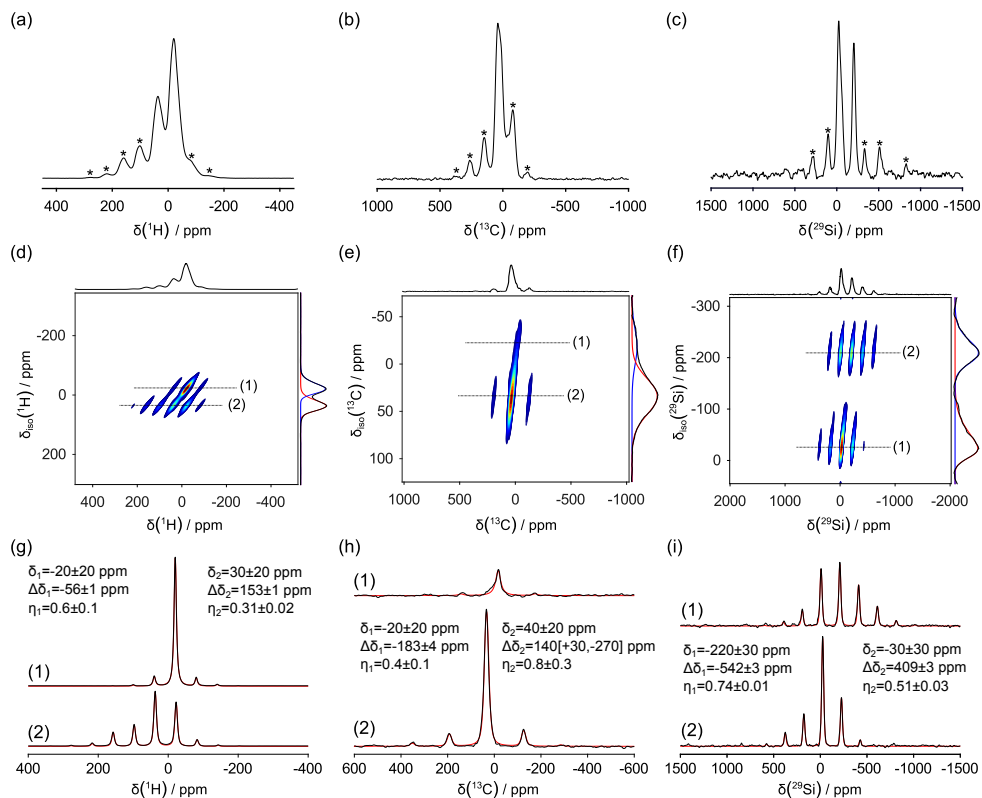 (a)
(b)
(c)
* * * * * *
* * * * *
* * * * *
400 200 0 -200 -400
1000 500 0 -500 -1000
1500 1000 500 0 -500 -1000 -1500
δ(¹H) / ppm
δ(¹³C) / ppm
δ(²⁹Si) / ppm
(d)
(e)
(f)
-200
0
200
δiso(¹H) / ppm
(1)
(2)
400 200 0 -200 -400
δ(¹H) / ppm
-50
0
50
100
δiso(¹³C) / ppm
(1)
(2)
1000 500 0 -500 -1000
δ(¹³C) / ppm
-300
-200
-100
0
δiso(²⁹Si) / ppm
(2)
(1)
2000 1000 0 -1000 -2000
δ(²⁹Si) / ppm
(g)
δ₁=-20±20 ppm
Δδ₁=-56±1 ppm
η₁=0.6±0.1
δ₂=30±20 ppm
Δδ₂=153±1 ppm
η₂=0.31±0.02
(1)
(2)
400 200 0 -200 -400
δ(¹H) / ppm
(h)
(1)
δ₁=-20±20 ppm
Δδ₁=-183±4 ppm
η₁=0.4±0.1
δ₂=40±20 ppm
Δδ₂=140[+30,-270] ppm
η₂=0.8±0.3
(2)
600 400 200 0 -200 -400 -600
δ(¹³C) / ppm
(i)
(1)
δ₁=-220±30 ppm
Δδ₁=-542±3 ppm
η₁=0.74±0.01
δ₂=-30±30 ppm
Δδ₂=409±3 ppm
η₂=0.51±0.03
(2)
1500 1000 500 0 -500 -1000 -1500
δ(²⁹Si) / ppm